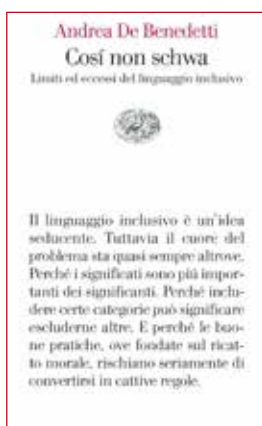 Andrea De Benedetti
Cosí non schwa
Limiti ed eccessi del linguaggio inclusivo
Il linguaggio inclusivo è un'idea
seducente. Tuttavia il cuore del
problema sta quasi sempre altrove.
Perché i significati sono piú impor-
tanti dei significanti. Perché inclu-
dere certe categorie può significare
escluderne altre. E perché le buo-
ne pratiche, ove fondate sul ricat-
to morale, rischiano seriamente di
convertirsi in cattive regole.